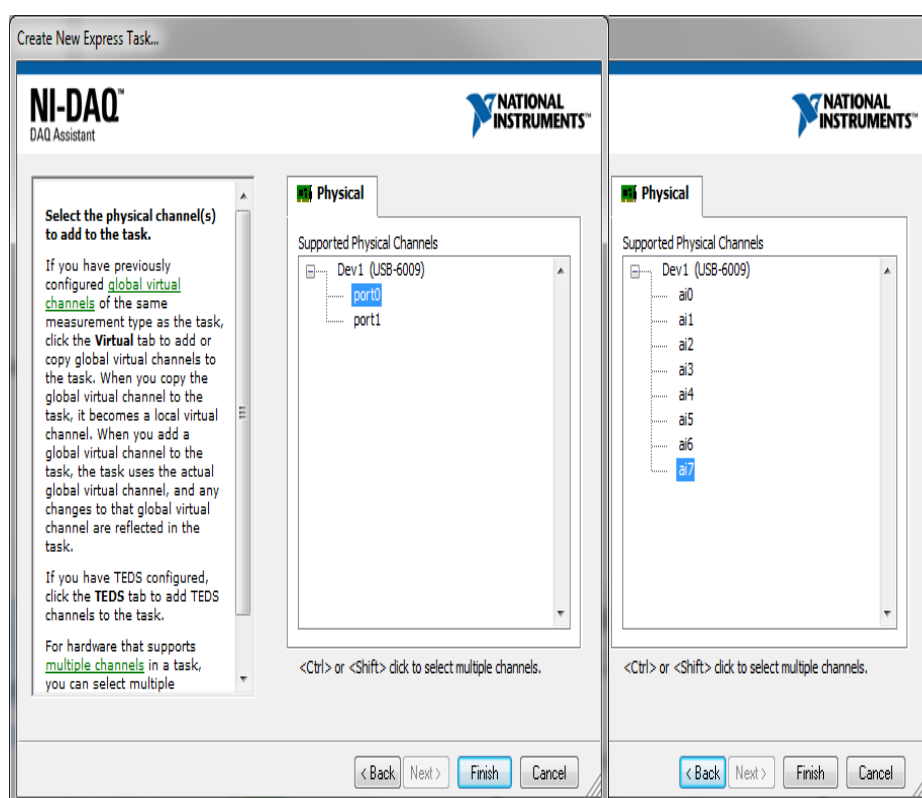 Create New Express Task...
NI-DAQ™
DAQ Assistant
NATIONAL
INSTRUMENTS™
Select the physical channel(s)
to add to the task.
If you have previously
configured global virtual
channels of the same
measurement type as the task,
click the Virtual tab to add or
copy global virtual channels to
the task. When you copy the
global virtual channel to the
task, it becomes a local virtual
channel. When you add a
global virtual channel to the
task, the task uses the actual
global virtual channel, and any
changes to that global virtual
channel are reflected in the
task.
If you have TEDS configured,
click the TEDS tab to add TEDS
channels to the task.
For hardware that supports
multiple channels in a task,
you can select multiple
Physical
Supported Physical Channels
Dev1 (USB-6009)
port0
port1
<Ctrl> or <Shift> click to select multiple channels.
< Back Next > Finish Cancel
NATIONAL
INSTRUMENTS™
Physical
Supported Physical Channels
Dev1 (USB-6009)
ai0
ai1
ai2
ai3
ai4
ai5
ai6
ai7
<Ctrl> or <Shift> click to select multiple channels.
< Back Next > Finish Cancel